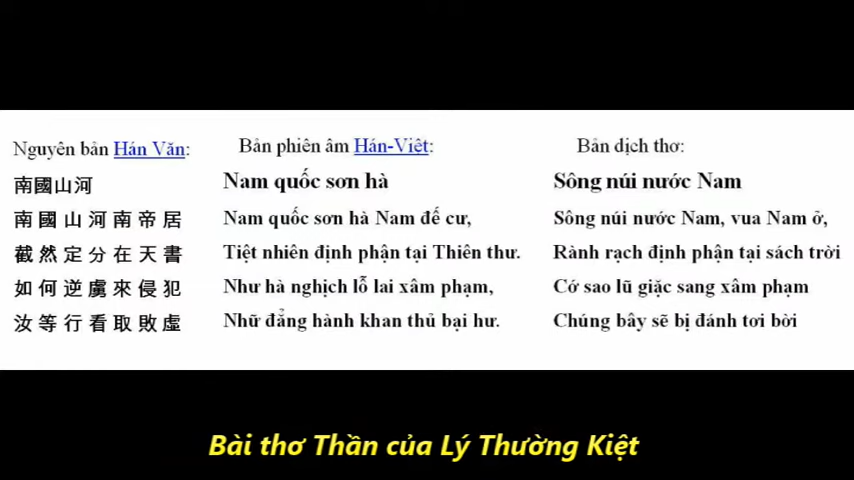 Nguyên bản Hán Văn:
南國山河
南國山河南帝居
截然定分在天書
如何逆虜來侵犯
汝等行看取敗虛
Bản phiên âm Hán-Việt:
Nam quốc sơn hà
Nam quốc sơn hà Nam đế cư,
Tiệt nhiên định phận tại Thiên thư.
Như hà nghịch lỗ lai xâm phạm,
Nhữ đẳng hành khan thủ bại hư.
Bản dịch thơ:
Sông núi nước Nam
Sông núi nước Nam, vua Nam ở,
Rành rạch định phận tại sách trời
Cớ sao lũ giặc sang xâm phạm
Chúng bây sẽ bị đánh tơi bời
Bài thơ Thần của Lý Thường Kiệt